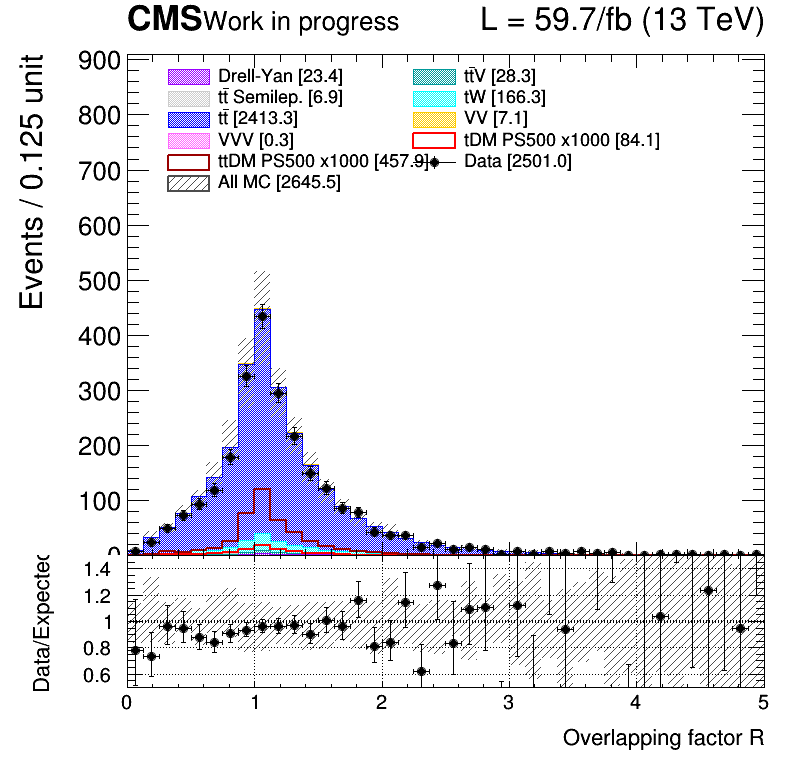 CMS Work in progress L = 59.7/fb (13 TeV)
Events / 0.125 unit
900
800
700
600
500
400
300
200
100
0
Drell-Yan [23.4]
tt̄V [28.3]
tt̄ Semilep. [6.9]
tW [166.3]
tt̄ [2413.3]
VV [7.1]
VVV [0.3]
tDM PS500 x1000 [84.1]
ttDM PS500 x1000 [457.9]
Data [2501.0]
All MC [2645.5]
Data/Expected
1.4
1.2
1
0.8
0.6
0 1 2 3 4 5
Overlapping factor R